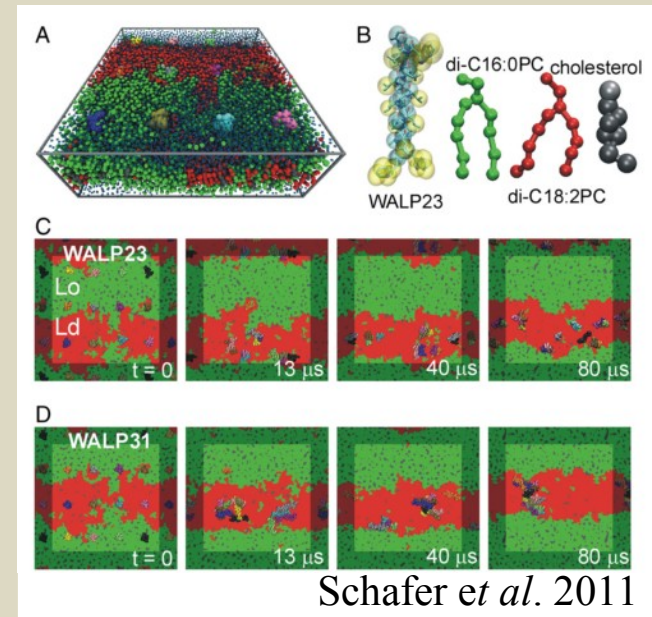 A
B
di-C16:0PC
cholesterol
WALP23
di-C18:2PC
C
WALP23
Lo
Ld
t = 0
13 µs
40 µs
80 µs
D
WALP31
t = 0
13 µs
40 µs
80 µs
Schafer et al. 2011